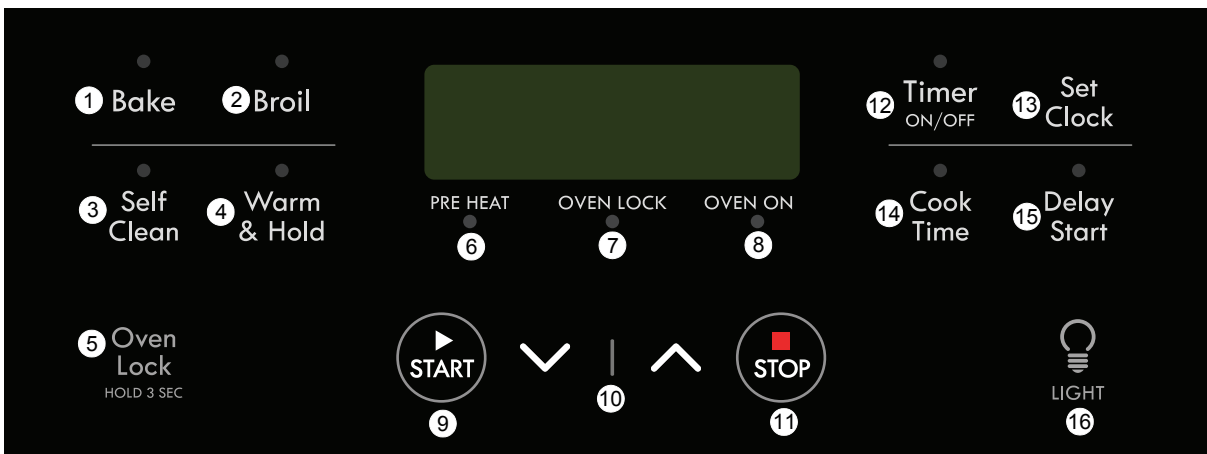 1 Bake
2 Broil
3 Self
Clean
4 Warm
& Hold
5 Oven
Lock
HOLD 3 SEC
PRE HEAT
6
OVEN LOCK
7
OVEN ON
8
START
9
10
STOP
11
12 Timer
ON/OFF
13 Set
Clock
14 Cook
Time
15 Delay
Start
LIGHT
16